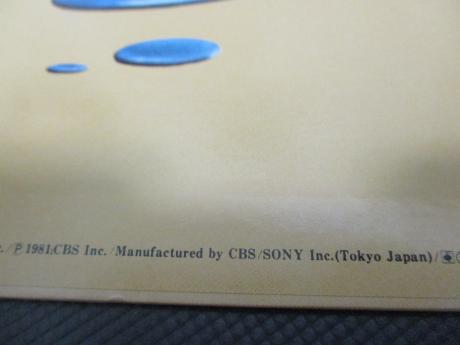 . / ℗ 1981, CBS Inc. / Manufactured by CBS/SONY Inc.(Tokyo Japan) /